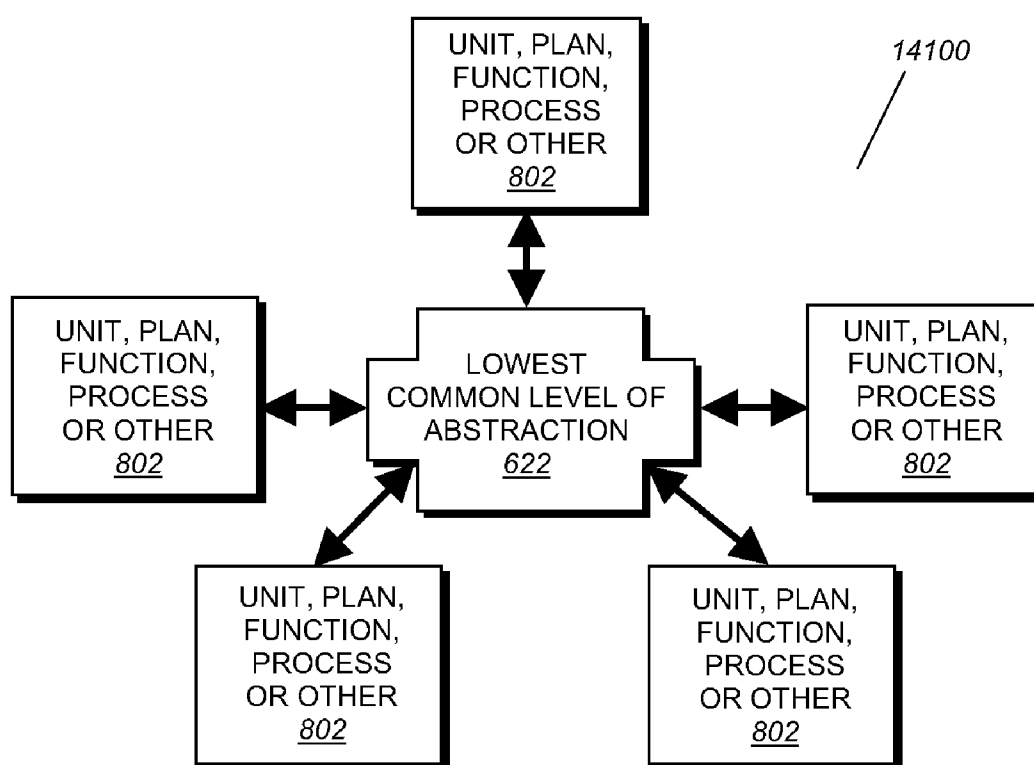 UNIT, PLAN,
FUNCTION,
PROCESS
OR OTHER
802
14100
UNIT, PLAN,
FUNCTION,
PROCESS
OR OTHER
802
LOWEST
COMMON LEVEL OF
ABSTRACTION
622
UNIT, PLAN,
FUNCTION,
PROCESS
OR OTHER
802
UNIT, PLAN,
FUNCTION,
PROCESS
OR OTHER
802
UNIT, PLAN,
FUNCTION,
PROCESS
OR OTHER
802